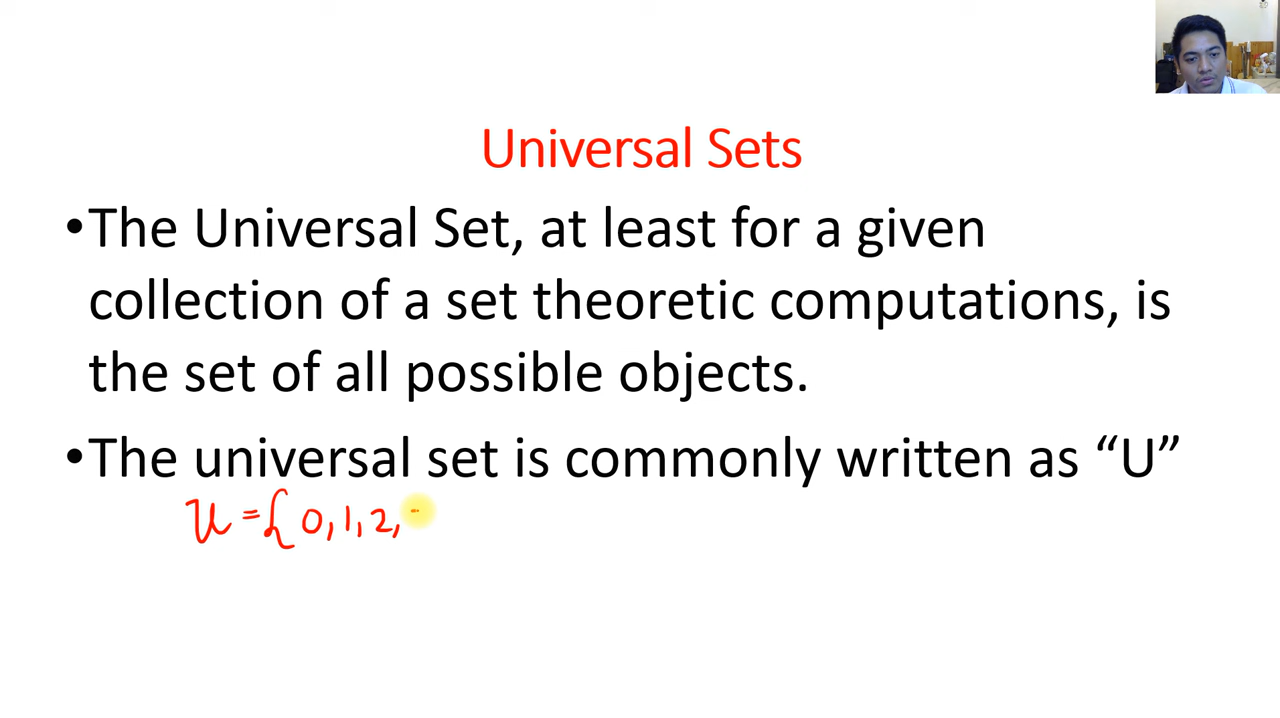 Universal Sets
•The Universal Set, at least for a given
collection of a set theoretic computations, is
the set of all possible objects.
•The universal set is commonly written as “U”
U = { 0, 1, 2,